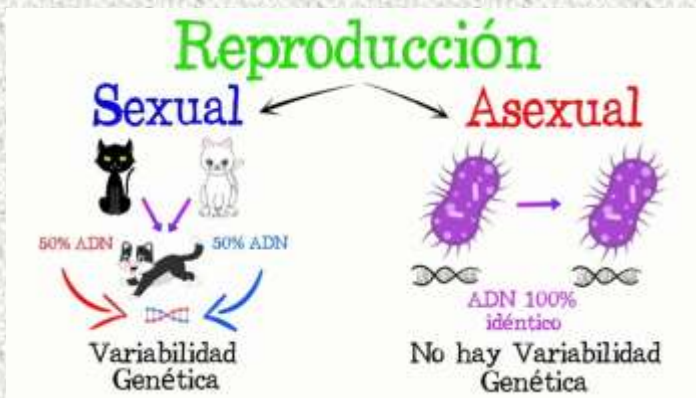 Reproducción
Sexual
Asexual
50% ADN
50% ADN
Variabilidad
Genética
ADN 100%
idéntico
No hay Variabilidad
Genética